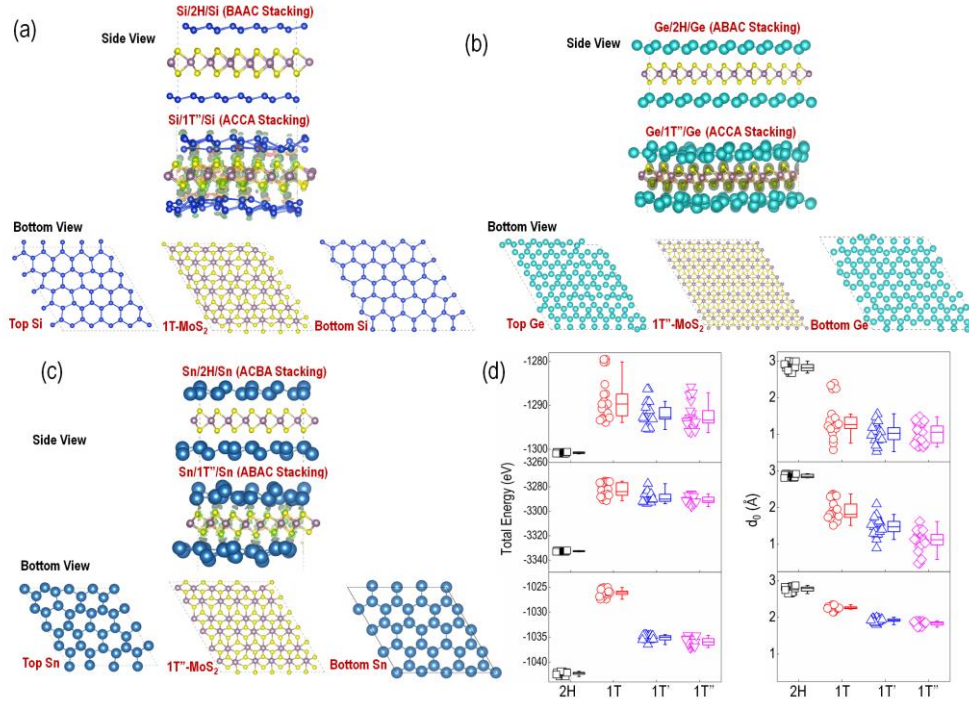 (a)
Si/2H/Si (BAAC Stacking)
Side View
Si/1T”/Si (ACCA Stacking)
Bottom View
Top Si
1T-MoS2
Bottom Si
(b)
Ge/2H/Ge (ABAC Stacking)
Side View
Ge/1T”/Ge (ACCA Stacking)
Bottom View
Top Ge
1T”-MoS2
Bottom Ge
(c)
Sn/2H/Sn (ACBA Stacking)
Side View
Sn/1T”/Sn (ABAC Stacking)
Bottom View
Top Sn
1T”-MoS2
Bottom Sn
(d)
Total Energy (eV)
-1280
-1290
-1300
-3260
-3280
-3300
-3320
-3340
-1025
-1030
-1035
-1040
2H 1T 1T' 1T”
d0 (Å)
3
2
1
3
2
1
3
2
1
2H 1T 1T' 1T”